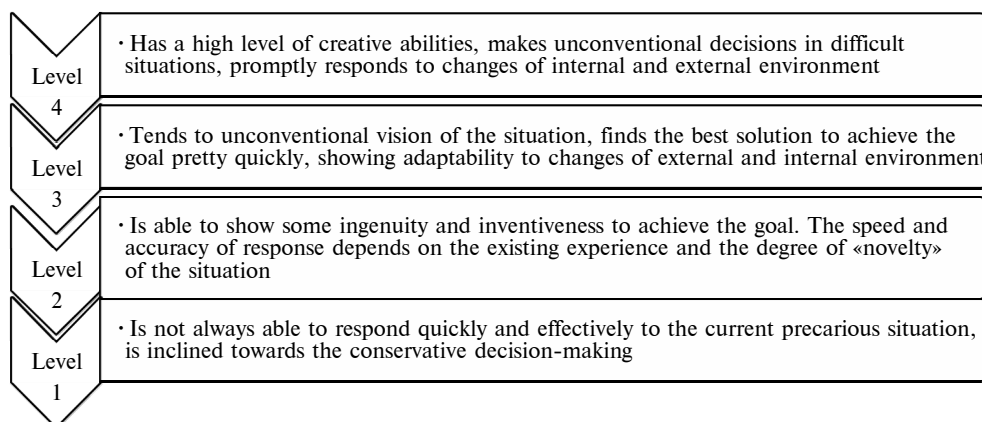 Level
4
· Has a high level of creative abilities, makes unconventional decisions in difficult
situations, promptly responds to changes of internal and external environment
Level
3
· Tends to unconventional vision of the situation, finds the best solution to achieve the
goal pretty quickly, showing adaptability to changes of external and internal environment
Level
2
· Is able to show some ingenuity and inventiveness to achieve the goal. The speed and
accuracy of response depends on the existing experience and the degree of «novelty»
of the situation
Level
1
· Is not always able to respond quickly and effectively to the current precarious situation,
is inclined towards the conservative decision-making